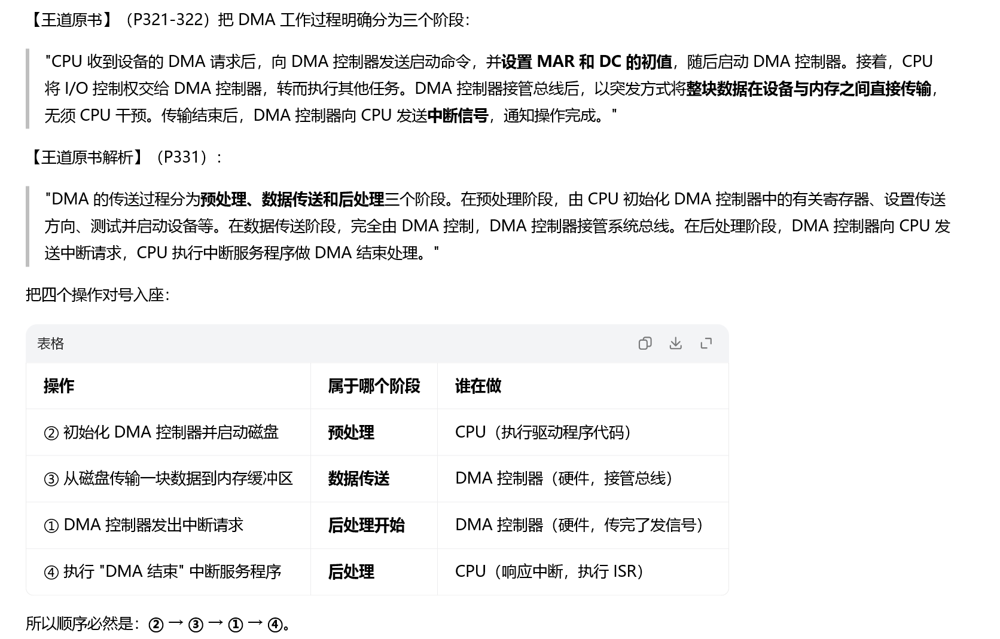 【王道原书】（P321-322）把 DMA 工作过程明确分为三个阶段：
"CPU 收到设备的 DMA 请求后，向 DMA 控制器发送启动命令，并设置 MAR 和 DC 的初值，随后启动 DMA 控制器。接着，CPU
将 I/O 控制权交给 DMA 控制器，转而执行其他任务。DMA 控制器接管总线后，以突发方式将整块数据在设备与内存之间直接传输，
无须 CPU 干预。传输结束后，DMA 控制器向 CPU 发送中断信号，通知操作完成。"
【王道原书解析】（P331）：
"DMA 的传送过程分为预处理、数据传送和后处理三个阶段。在预处理阶段，由 CPU 初始化 DMA 控制器中的有关寄存器、设置传送
方向、测试并启动设备等。在数据传送阶段，完全由 DMA 控制，DMA 控制器接管系统总线。在后处理阶段，DMA 控制器向 CPU 发
送中断请求，CPU 执行中断服务程序做 DMA 结束处理。"
把四个操作对号入座：
表格
操作 属于哪个阶段 谁在做
② 初始化 DMA 控制器并启动磁盘 预处理 CPU（执行驱动程序代码）
③ 从磁盘传输一块数据到内存缓冲区 数据传送 DMA 控制器（硬件，接管总线）
① DMA 控制器发出中断请求 后处理开始 DMA 控制器（硬件，传完了发信号）
④ 执行 "DMA 结束" 中断服务程序 后处理 CPU（响应中断，执行 ISR）
所以顺序必然是：② → ③ → ① → ④。